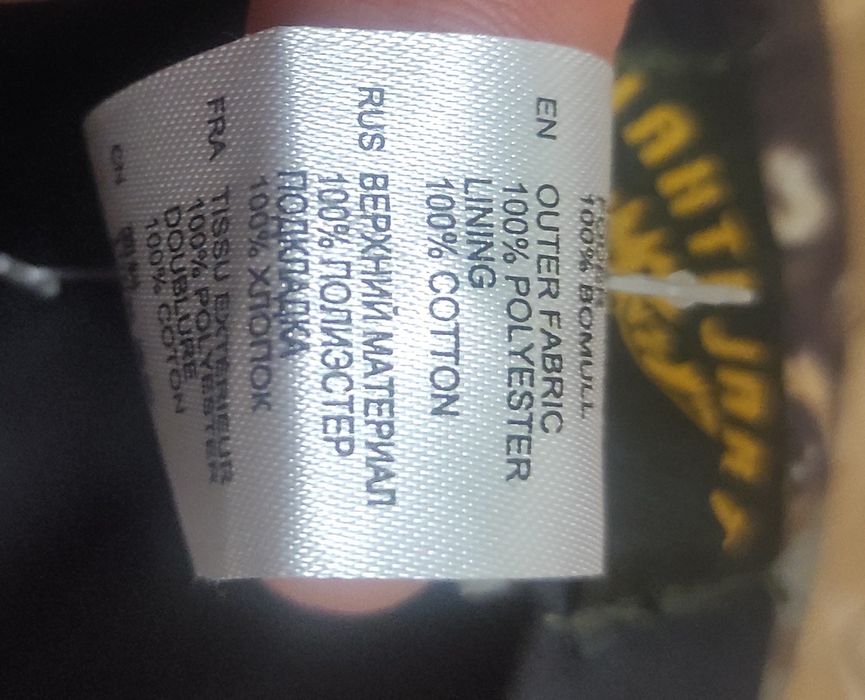 100% BOMULL
EN OUTER FABRIC
100% POLYESTER
LINING
100% COTTON
RUS ВЕРХНИЙ МАТЕРИАЛ
100% ПОЛИЭСТЕР
ПОДКЛАДКА
100% ХЛОПОК
FRA TISSU EXTERIEUR
100% POLYESTER
DOUBLURE
100% COTON
CN